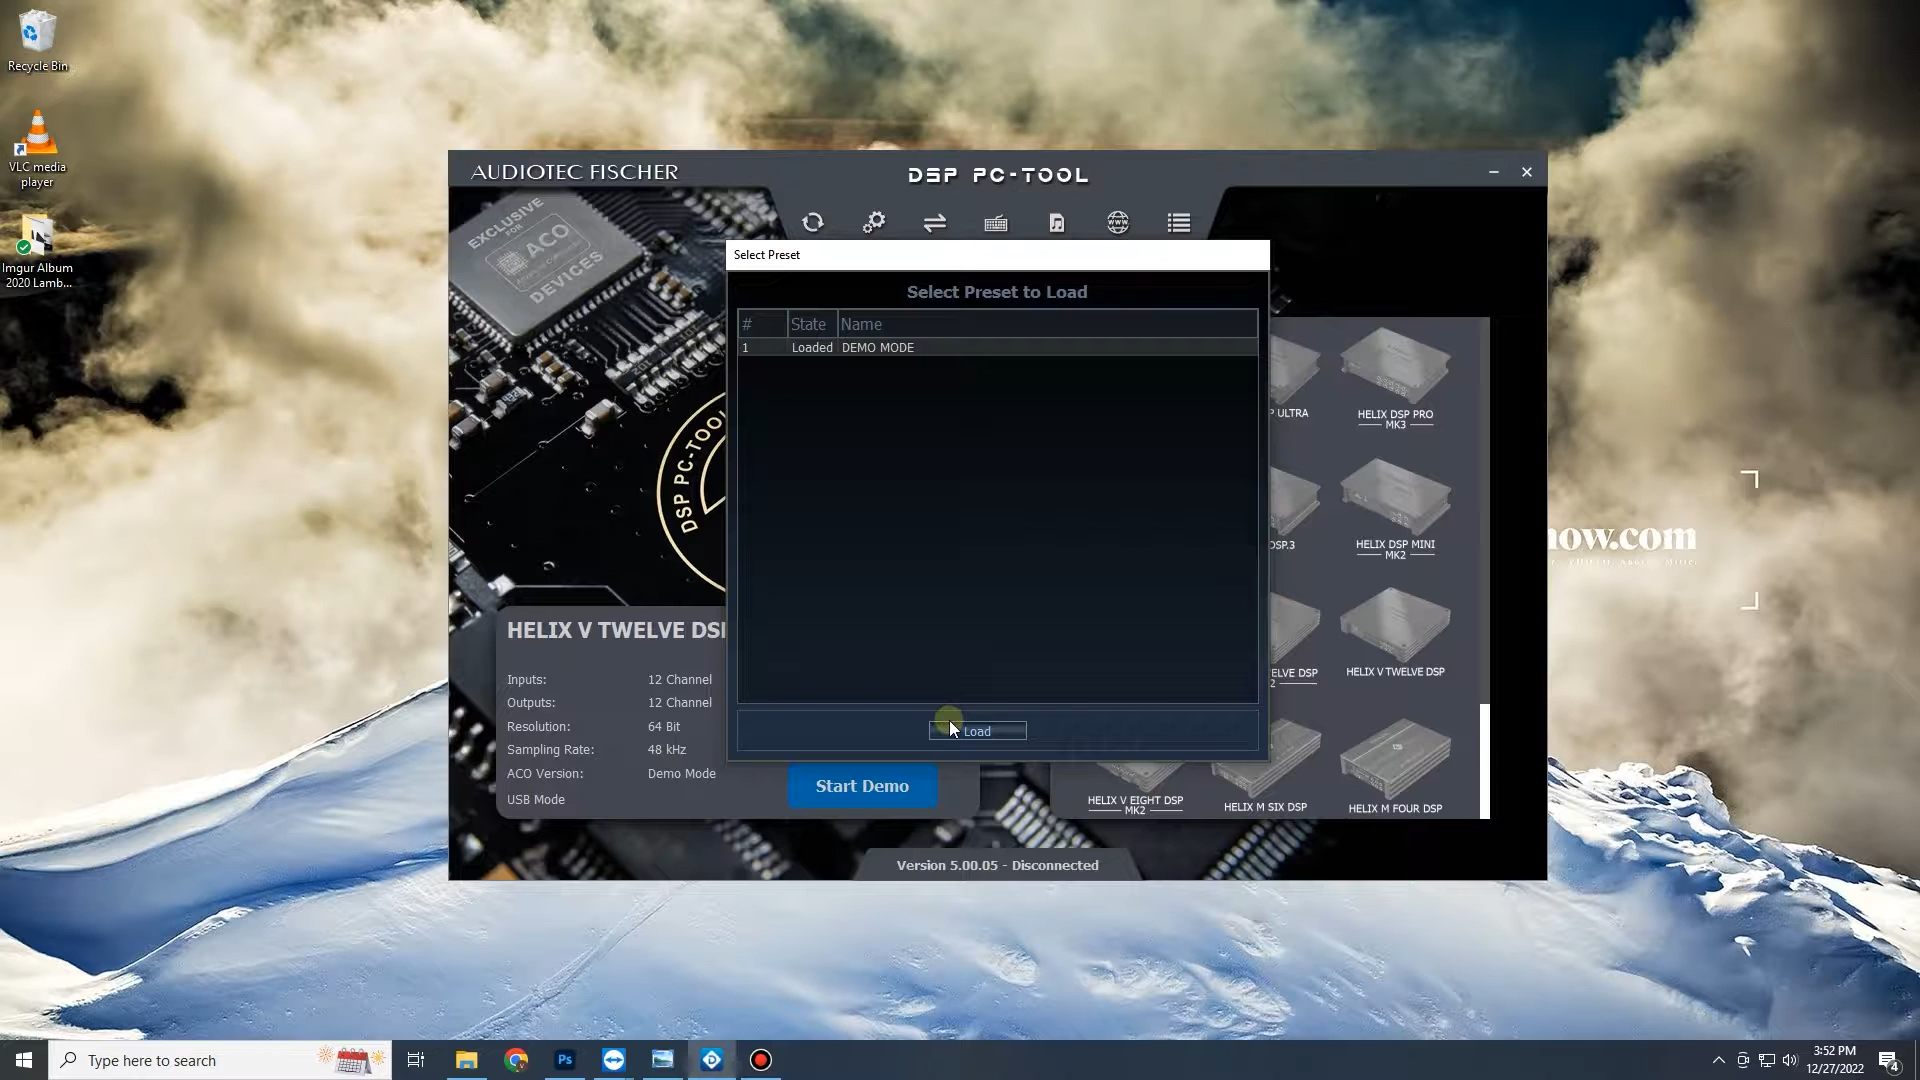 Recycle Bin
VLC media
player
Imgur Album
2020 Lamb...
AUDIOTEC FISCHER
DSP PC-TOOL
EXCLUSIVE
FOR
ACO
DEVICES
DSP PC-TOOL
Select Preset
Select Preset to Load
# State Name
1 Loaded DEMO MODE
Load
P ULTRA
HELIX DSP PRO
MK3
DSP.3
HELIX DSP MINI
MK2
ELVE DSP
2
HELIX V TWELVE DSP
HELIX V EIGHT DSP
MK2
HELIX M SIX DSP
HELIX M FOUR DSP
HELIX V TWELVE DSP
Inputs: 12 Channel
Outputs: 12 Channel
Resolution: 64 Bit
Sampling Rate: 48 kHz
ACO Version: Demo Mode
USB Mode
Start Demo
Version 5.00.05 - Disconnected
now.com
Type here to search
Ps
3:52 PM
12/27/2022
4